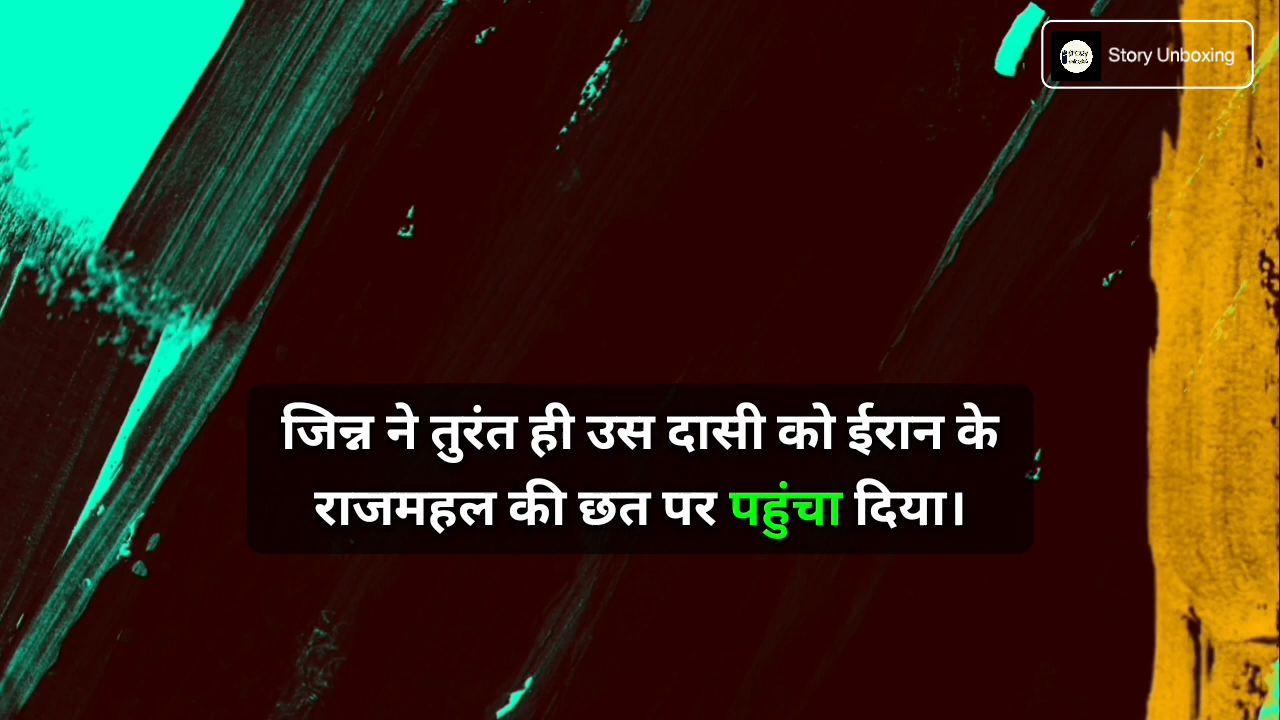 Story Unboxing
जिन्न ने तुरंत ही उस दासी को ईरान के
राजमहल की छत पर पहुंचा दिया।